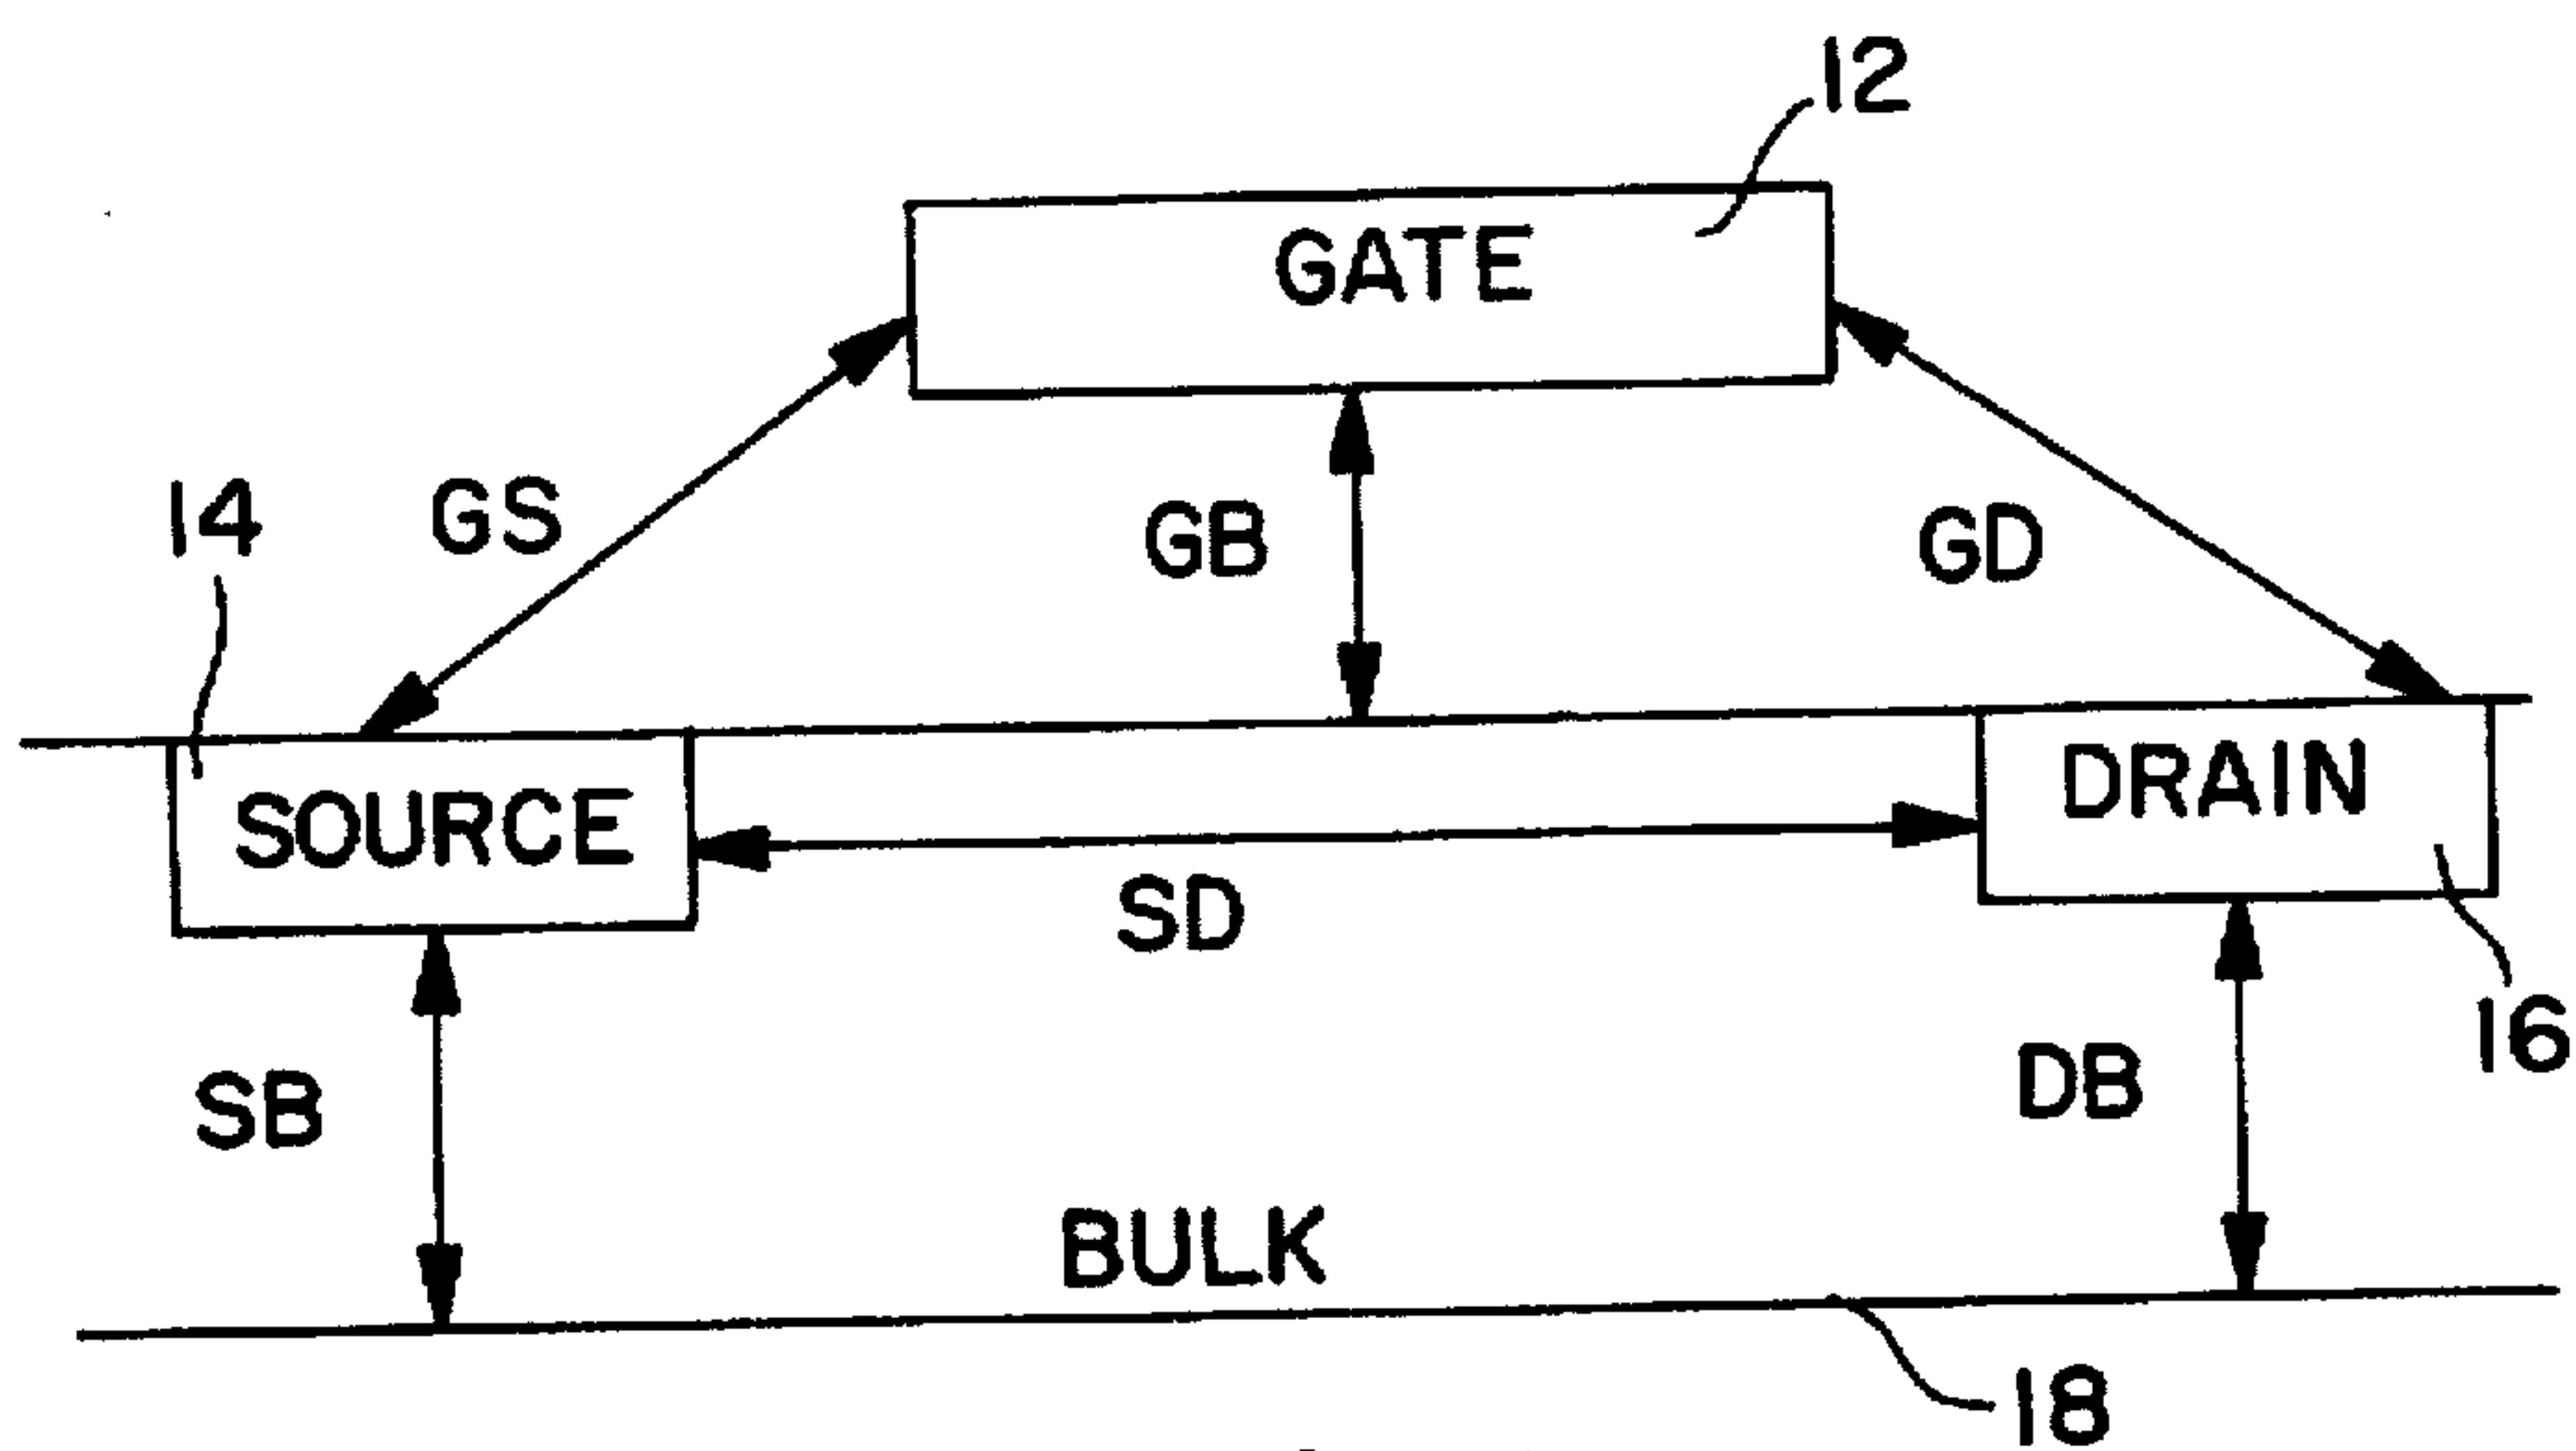 12
GATE
14
GS
GB
GD
SOURCE
DRAIN
SD
16
SB
DB
BULK
18